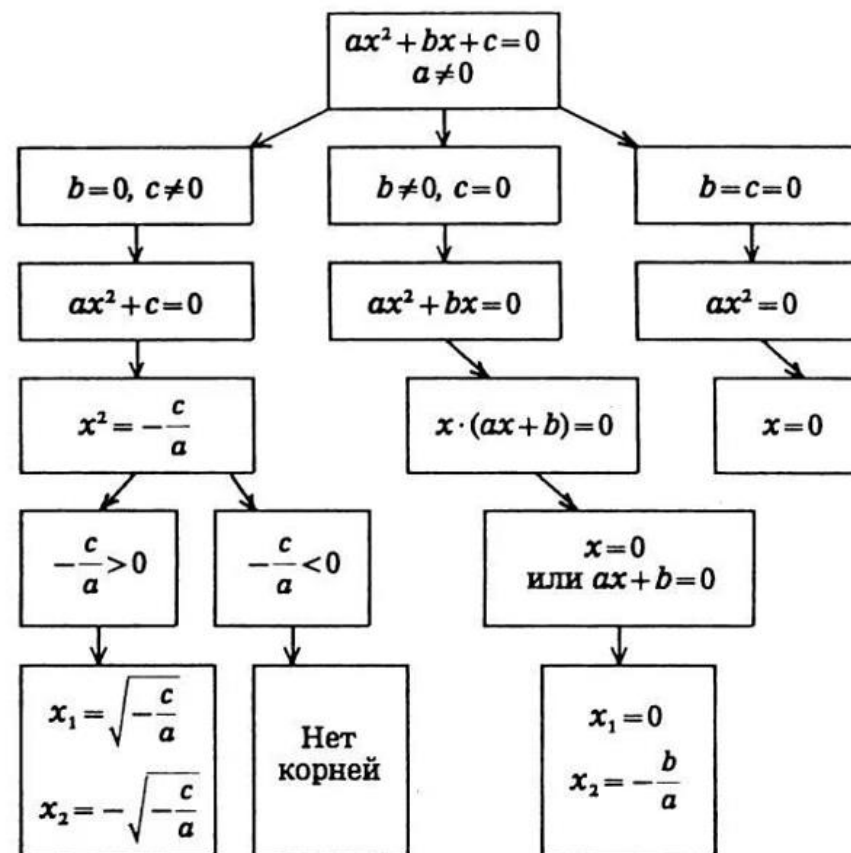 ax² + bx + c = 0
a ≠ 0
b = 0, c ≠ 0
b ≠ 0, c = 0
b = c = 0
ax² + c = 0
ax² + bx = 0
ax² = 0
x² = −c/a
x · (ax + b) = 0
x = 0
−c/a > 0
−c/a < 0
x = 0
или ax + b = 0
x₁ = √(−c/a)
x₂ = −√(−c/a)
Нет
корней
x₁ = 0
x₂ = −b/a